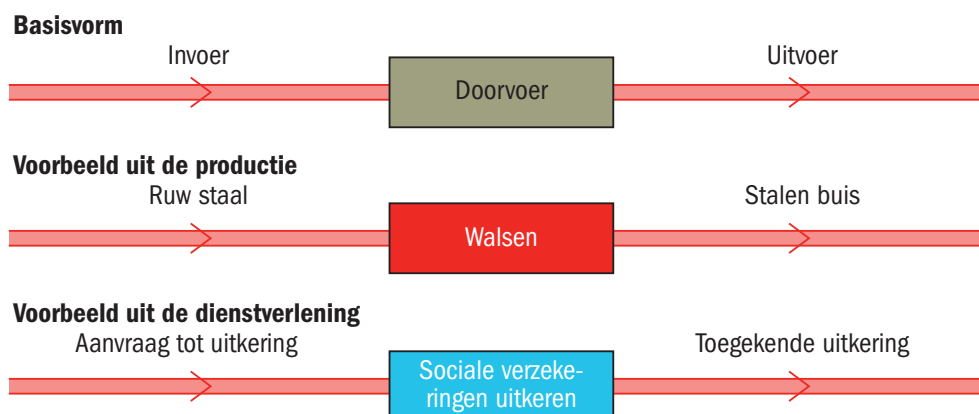 Basisvorm
Invoer
Doorvoer
Uitvoer
Voorbeeld uit de productie
Ruw staal
Walsen
Stalen buis
Voorbeeld uit de dienstverlening
Aanvraag tot uitkering
Sociale verzeke-
ringen uitkeren
Toegekende uitkering